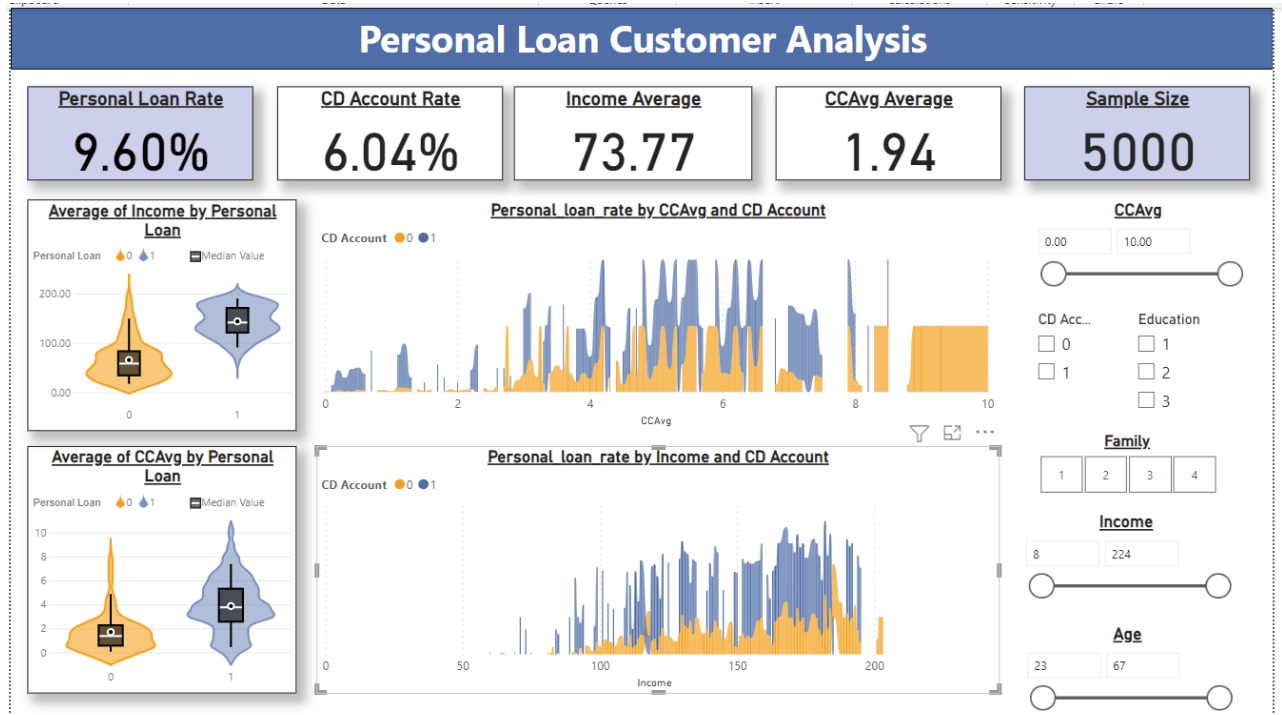 Personal Loan Customer Analysis
Personal Loan Rate
9.60%
CD Account Rate
6.04%
Income Average
73.77
CCAvg Average
1.94
Sample Size
5000
Average of Income by Personal
Loan
Personal Loan 0 1 Median Value
200.00
100.00
0.00
0 1
Personal_loan_rate by CCAvg and CD Account
CD Account 0 1
0 2 4 6 8 10
CCAvg
CCAvg
0.00 10.00
CD Acc... Education
0 1
1 2
3
Average of CCAvg by Personal
Loan
Personal Loan 0 1 Median Value
10
8
6
4
2
0
0 1
Personal_loan_rate by Income and CD Account
CD Account 0 1
0 50 100 150 200
Income
Family
1 2 3 4
Income
8 224
Age
23 67